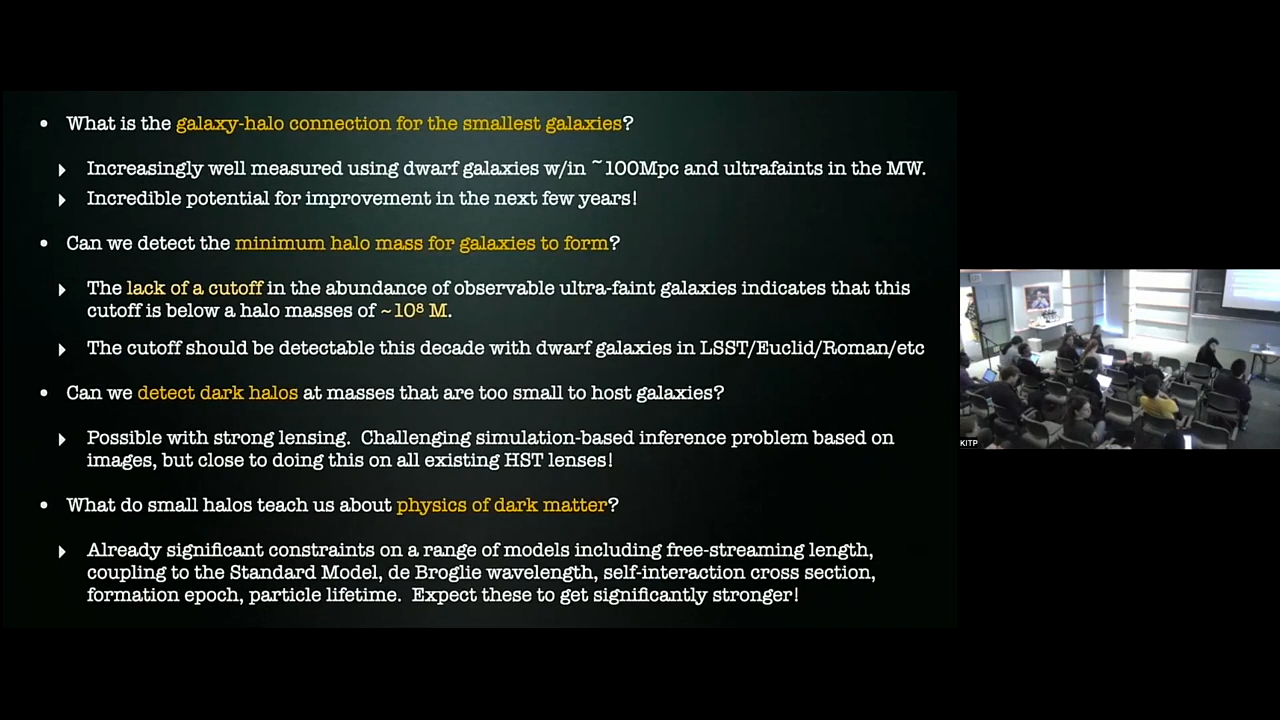 • What is the galaxy-halo connection for the smallest galaxies?
Increasingly well measured using dwarf galaxies w/in ~100Mpc and ultrafaints in the MW.
Incredible potential for improvement in the next few years!
• Can we detect the minimum halo mass for galaxies to form?
The lack of a cutoff in the abundance of observable ultra-faint galaxies indicates that this
cutoff is below a halo masses of ~10⁸ M.
The cutoff should be detectable this decade with dwarf galaxies in LSST/Euclid/Roman/etc
• Can we detect dark halos at masses that are too small to host galaxies?
Possible with strong lensing. Challenging simulation-based inference problem based on
images, but close to doing this on all existing HST lenses!
• What do small halos teach us about physics of dark matter?
Already significant constraints on a range of models including free-streaming length,
coupling to the Standard Model, de Broglie wavelength, self-interaction cross section,
formation epoch, particle lifetime. Expect these to get significantly stronger!
KITP